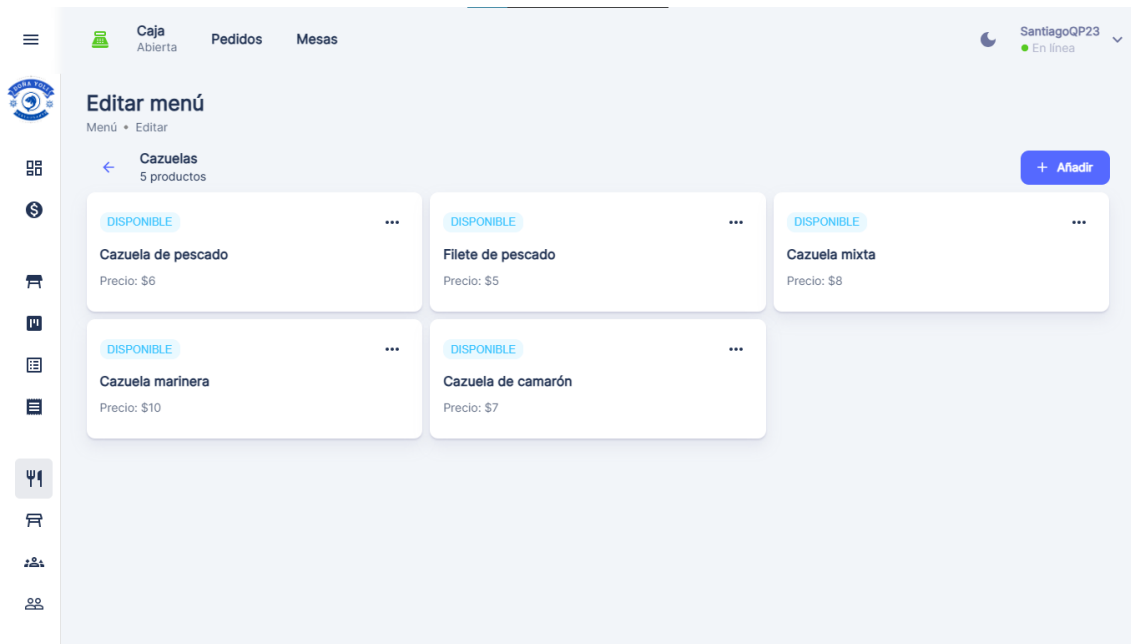 Caja
Abierta
Pedidos
Mesas
SantiagoQP23
En línea
DOÑA YOLI
Editar menú
Menú • Editar
Cazuelas
5 productos
+ Añadir
DISPONIBLE
Cazuela de pescado
Precio: $6
DISPONIBLE
Filete de pescado
Precio: $5
DISPONIBLE
Cazuela mixta
Precio: $8
DISPONIBLE
Cazuela marinera
Precio: $10
DISPONIBLE
Cazuela de camarón
Precio: $7